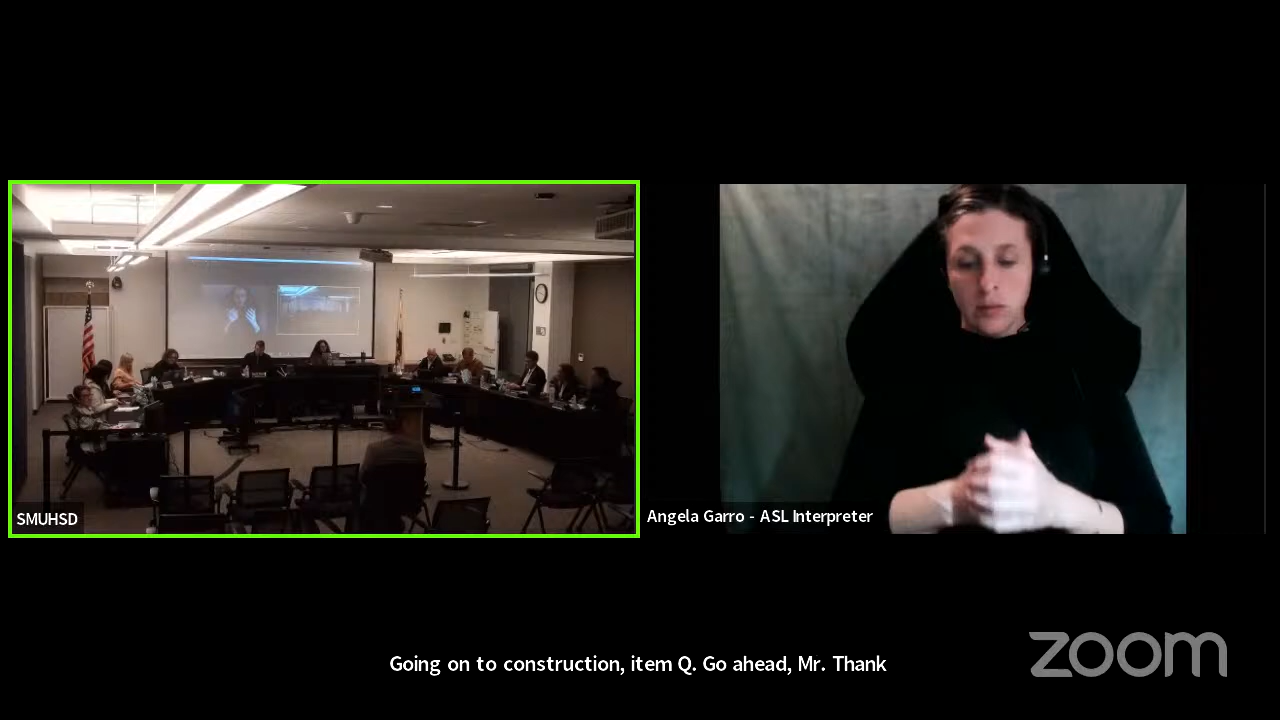 SMUHSD
Angela Garro - ASL Interpreter
Going on to construction, item Q. Go ahead, Mr. Thank
zoom